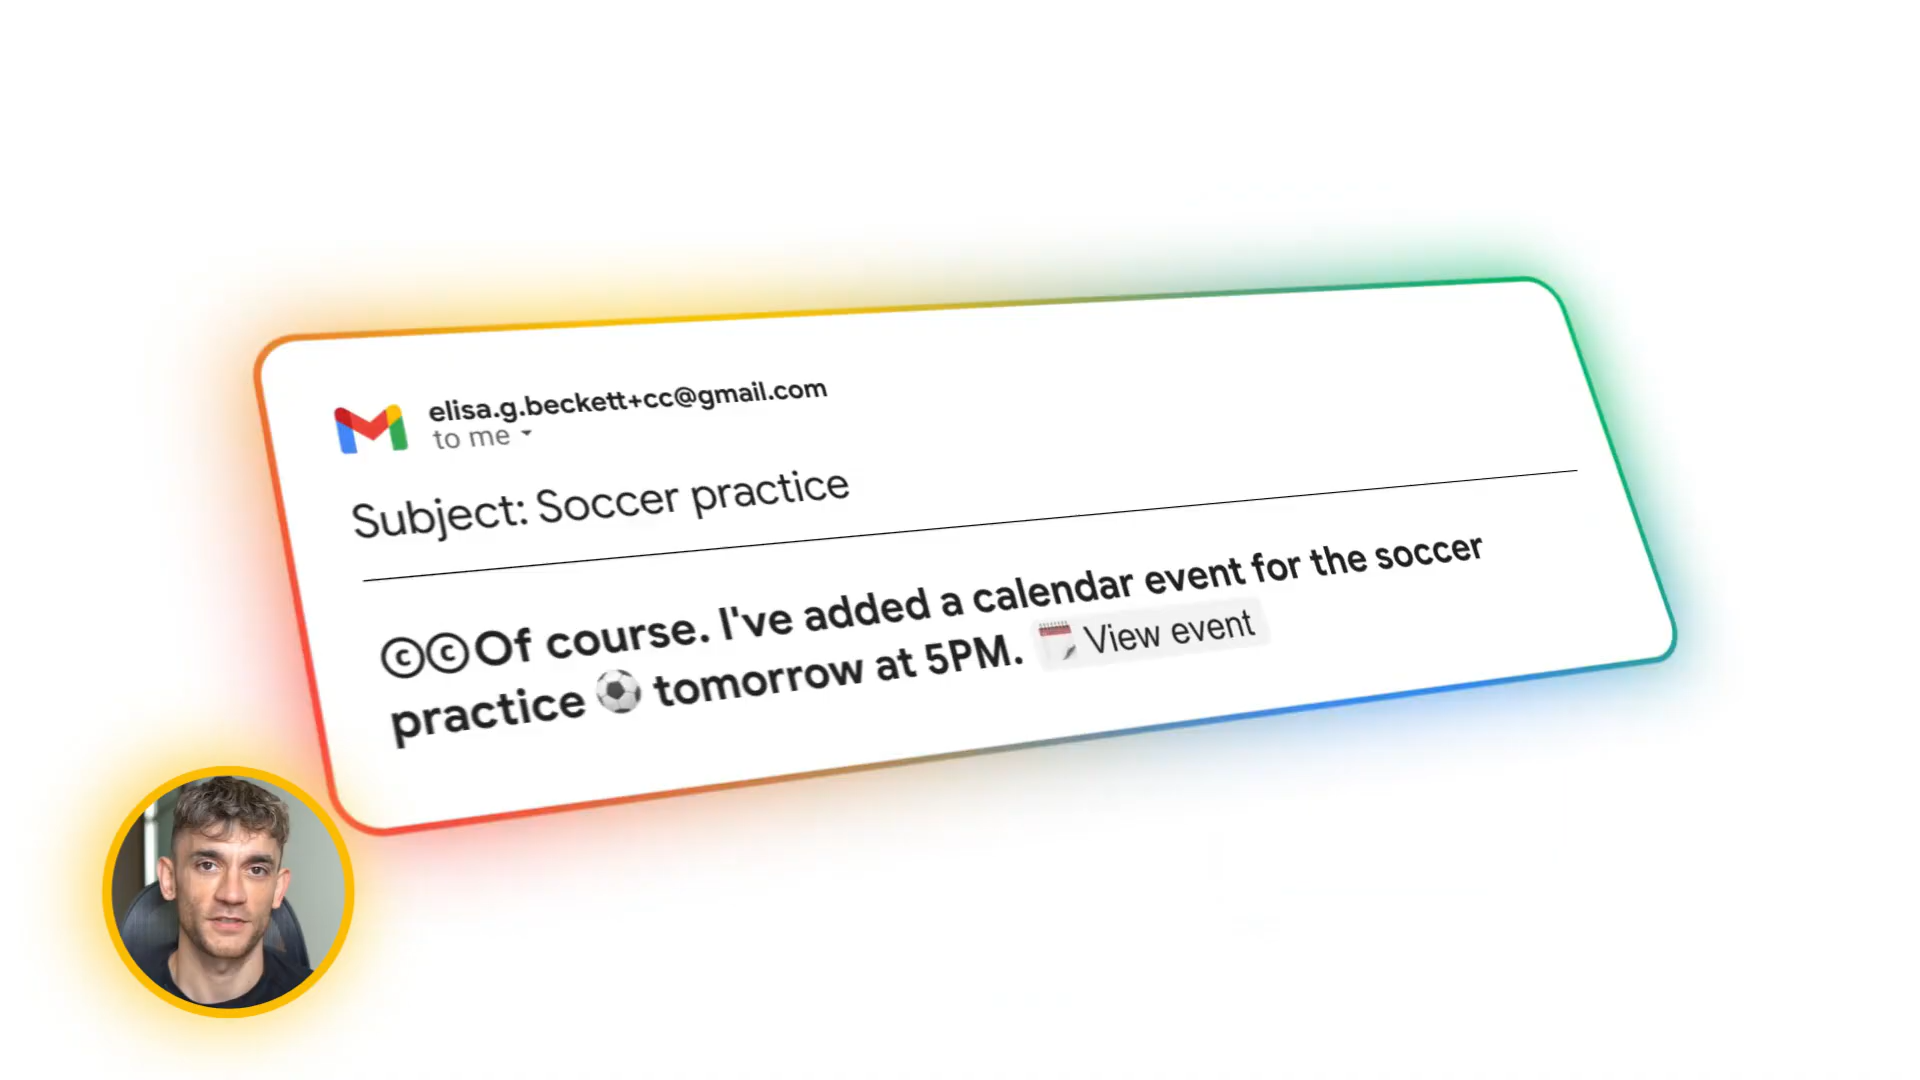 elisa.g.beckett+cc@gmail.com
to me
Subject: Soccer practice
©©Of course. I've added a calendar event for the soccer
practice ⚽ tomorrow at 5PM. View event